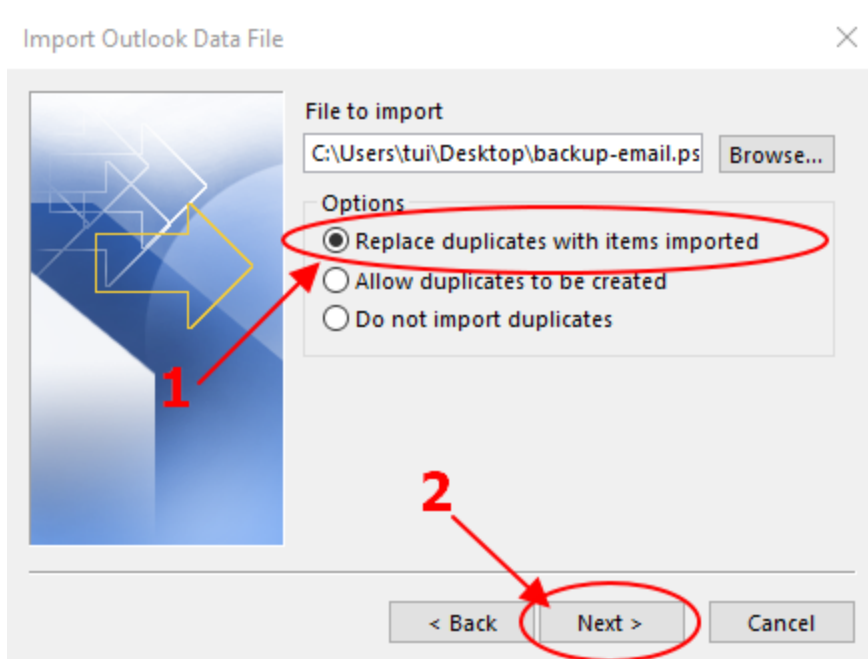 Import Outlook Data File
File to import
C:\Users\tui\Desktop\backup-email.ps
Browse...
Options
Replace duplicates with items imported
Allow duplicates to be created
Do not import duplicates
1
2
< Back
Next >
Cancel